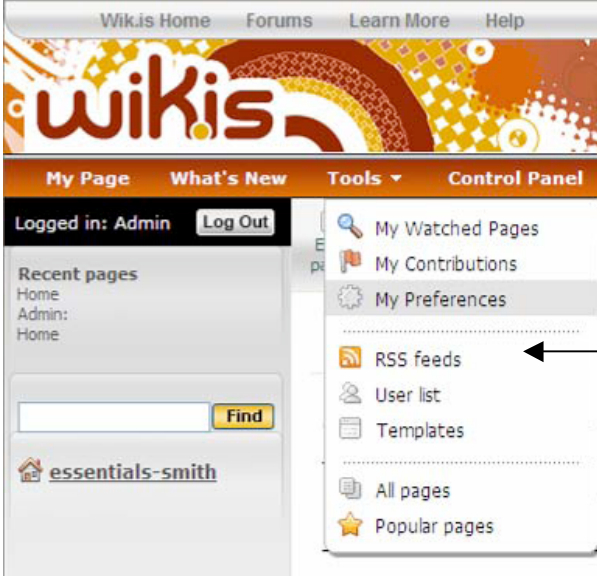 Wik.is Home Forums Learn More Help
wik.is
My Page What's New Tools Control Panel
Logged in: Admin Log Out
Recent pages
Home
Admin:
Home
Find
essentials-smith
My Watched Pages
My Contributions
My Preferences
RSS feeds
User list
Templates
All pages
Popular pages